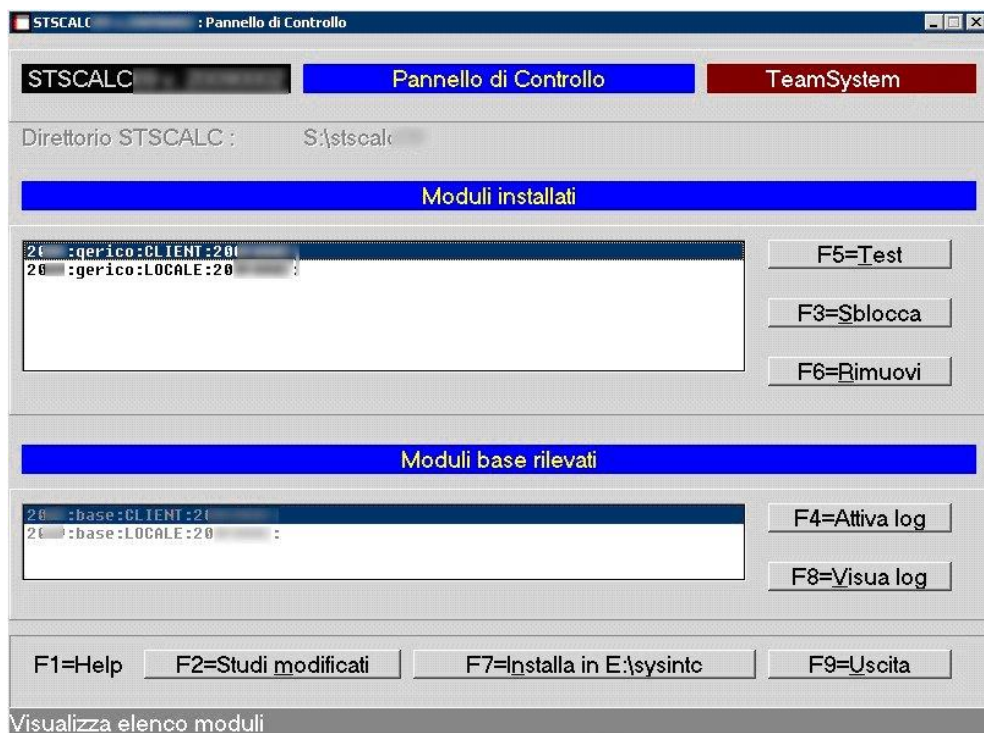 STSCALC : Pannello di Controllo
STSCALC Pannello di Controllo TeamSystem
Direttorio STSCALC : S:\stscalc
Moduli installati
:gerico:CLIENT:
F5=Test
:gerico:LOCALE:
F3=Sblocca
F6=Rimuovi
Moduli base rilevati
:base:CLIENT:
F4=Attiva log
:base:LOCALE:
F8=Visua log
F1=Help F2=Studi modificati F7=Installa in E:\sysintc F9=Uscita
Visualizza elenco moduli